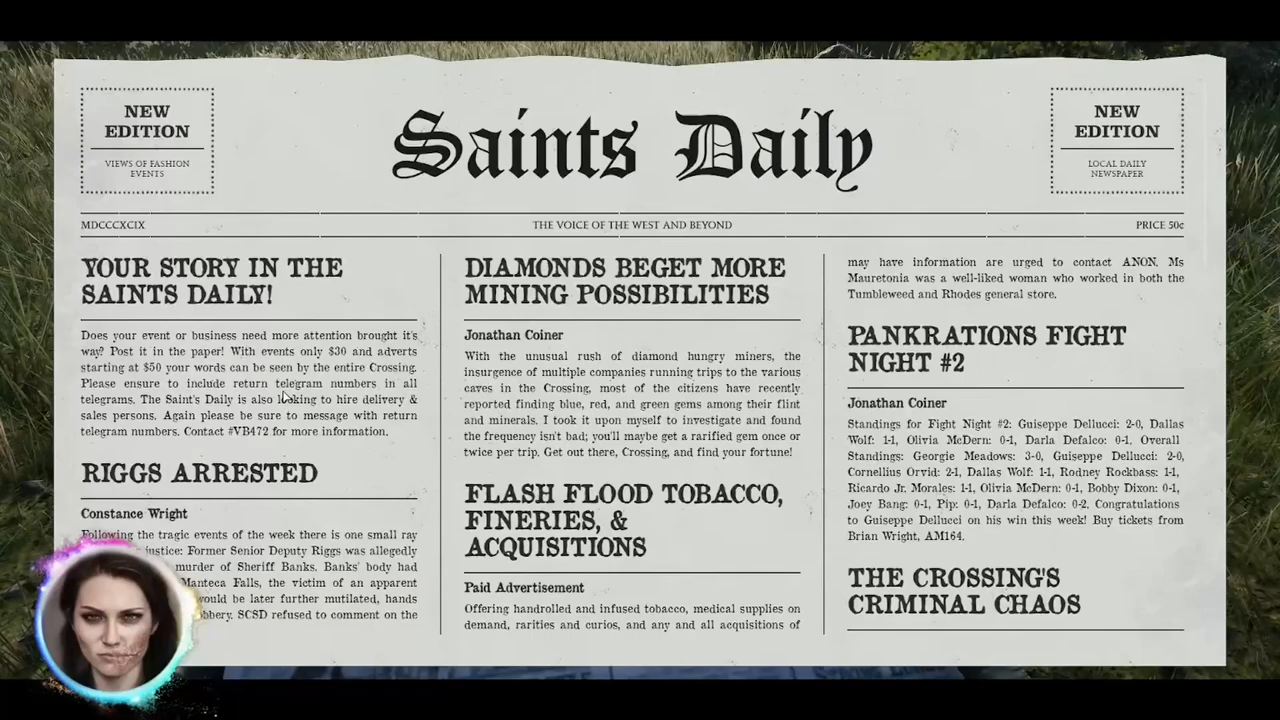 NEW
EDITION
VIEWS OF FASHION
EVENTS
Saints Daily
NEW
EDITION
LOCAL DAILY
NEWSPAPER
MDCCCXCIX
THE VOICE OF THE WEST AND BEYOND
PRICE 50¢
YOUR STORY IN THE
SAINTS DAILY!
Does your event or business need more attention brought it's
way? Post it in the paper! With events only $30 and adverts
starting at $50 your words can be seen by the entire Crossing.
Please ensure to include return telegram numbers in all
telegrams. The Saint's Daily is also looking to hire delivery &
sales persons. Again please be sure to message with return
telegram numbers. Contact #VB472 for more information.
RIGGS ARRESTED
Constance Wright
Following the tragic events of the week there is one small ray
justice: Former Senior Deputy Riggs was allegedly
murder of Sheriff Banks. Banks' body had
Manteca Falls, the victim of an apparent
would be later further mutilated, hands
SCSD refused to comment on the
DIAMONDS BEGET MORE
MINING POSSIBILITIES
Jonathan Coiner
With the unusual rush of diamond hungry miners, the
insurgence of multiple companies running trips to the various
caves in the Crossing, most of the citizens have recently
reported finding blue, red, and green gems among their flint
and minerals. I took it upon myself to investigate and found
the frequency isn't bad; you'll maybe get a rarified gem once or
twice per trip. Get out there, Crossing, and find your fortune!
FLASH FLOOD TOBACCO,
FINERIES, &
ACQUISITIONS
Paid Advertisement
Offering handrolled and infused tobacco, medical supplies on
demand, rarities and curios, and any and all acquisitions of
may have information are urged to contact ANON. Ms
Mauretonia was a well-liked woman who worked in both the
Tumbleweed and Rhodes general store.
PANKRATIONS FIGHT
NIGHT #2
Jonathan Coiner
Standings for Fight Night #2: Guiseppe Dellucci: 2-0, Dallas
Wolf: 1-1, Olivia McDern: 0-1, Darla Defalco: 0-1, Overall
Standings: Georgie Meadows: 3-0, Guiseppe Dellucci: 2-0,
Cornellius Orvid: 2-1, Dallas Wolf: 1-1, Rodney Rockbass: 1-1,
Ricardo Jr. Morales: 1-1, Olivia McDern: 0-1, Bobby Dixon: 0-1,
Joey Bang: 0-1, Pip: 0-1, Darla Defalco: 0-2. Congratulations
to Guiseppe Dellucci on his win this week! Buy tickets from
Brian Wright, AM164.
THE CROSSING'S
CRIMINAL CHAOS